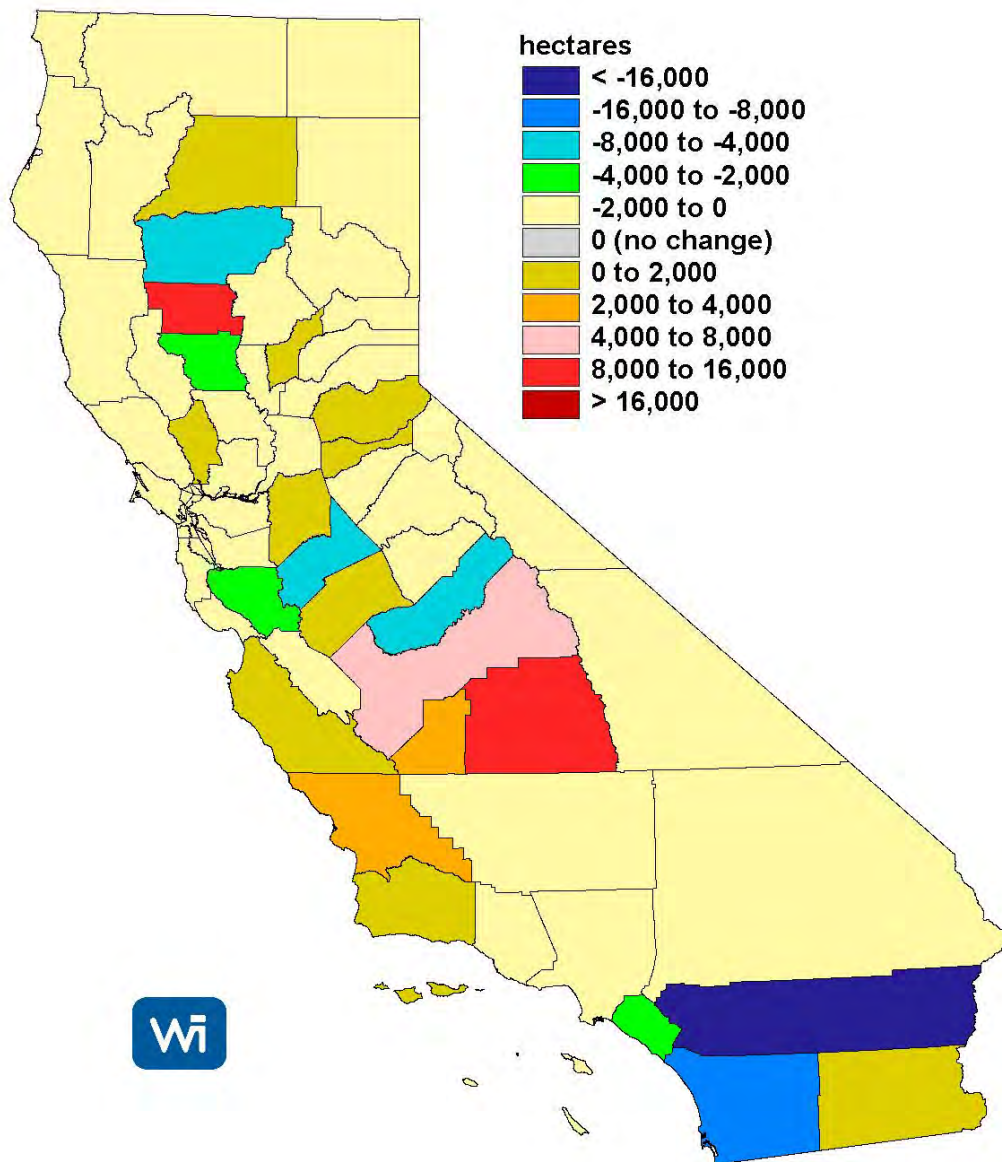 hectares
< -16,000
-16,000 to -8,000
-8,000 to -4,000
-4,000 to -2,000
-2,000 to 0
0 (no change)
0 to 2,000
2,000 to 4,000
4,000 to 8,000
8,000 to 16,000
> 16,000
Wi